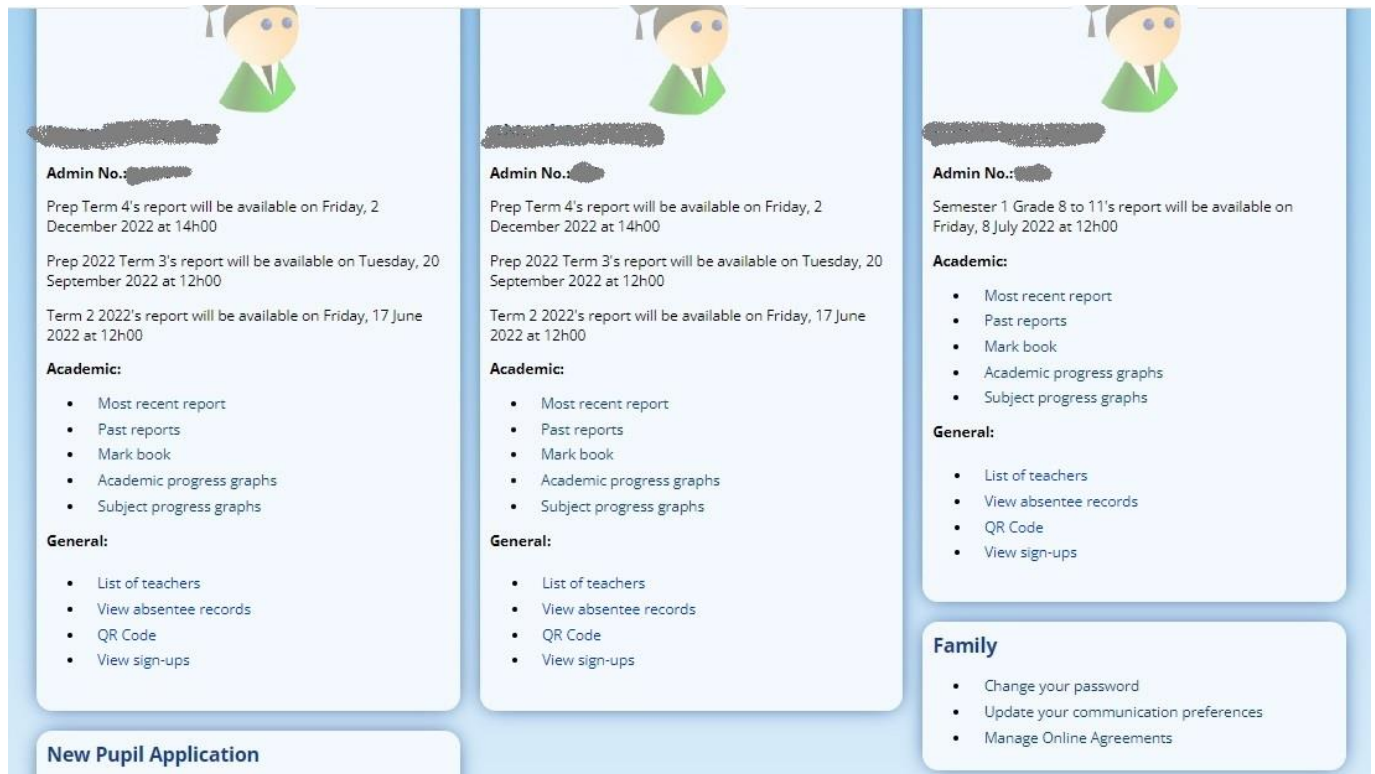 Admin No.:
Prep Term 4's report will be available on Friday, 2
December 2022 at 14h00
Prep 2022 Term 3's report will be available on Tuesday, 20
September 2022 at 12h00
Term 2 2022's report will be available on Friday, 17 June
2022 at 12h00
Academic:
Most recent report
Past reports
Mark book
Academic progress graphs
Subject progress graphs
General:
List of teachers
View absentee records
QR Code
View sign-ups
New Pupil Application
Admin No.:
Prep Term 4's report will be available on Friday, 2
December 2022 at 14h00
Prep 2022 Term 3's report will be available on Tuesday, 20
September 2022 at 12h00
Term 2 2022's report will be available on Friday, 17 June
2022 at 12h00
Academic:
Most recent report
Past reports
Mark book
Academic progress graphs
Subject progress graphs
General:
List of teachers
View absentee records
QR Code
View sign-ups
Admin No.:
Semester 1 Grade 8 to 11's report will be available on
Friday, 8 July 2022 at 12h00
Academic:
Most recent report
Past reports
Mark book
Academic progress graphs
Subject progress graphs
General:
List of teachers
View absentee records
QR Code
View sign-ups
Family
Change your password
Update your communication preferences
Manage Online Agreements